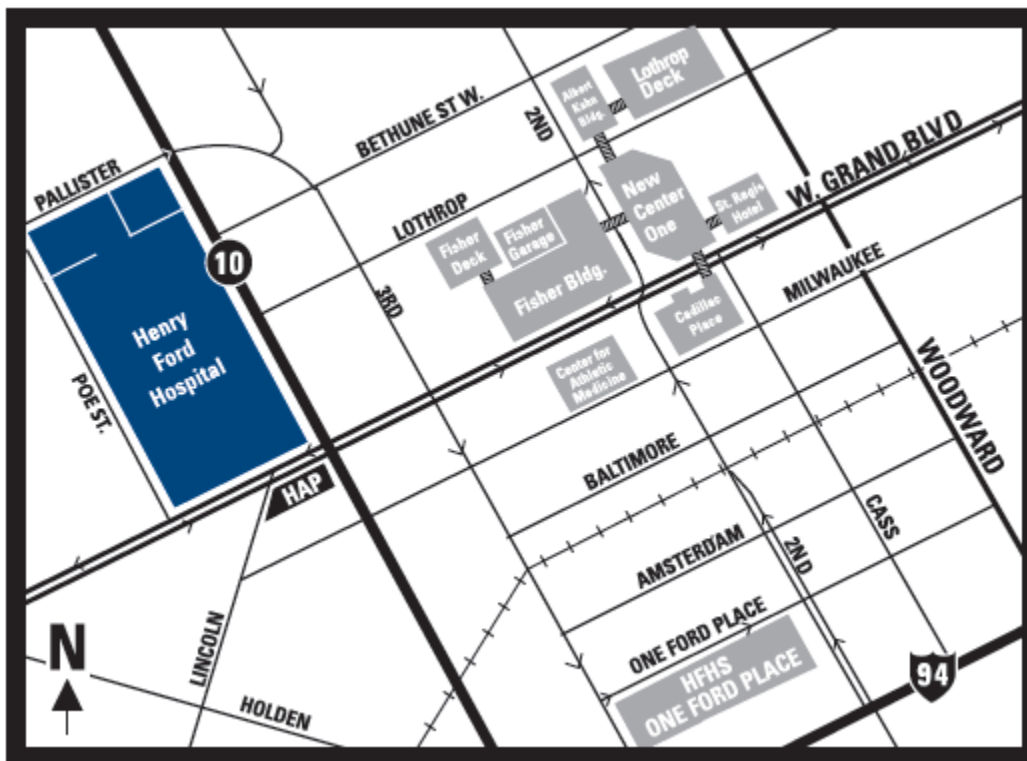 PALLISTER
BETHUNE ST W.
2ND
Albert
Kahn
Bldg.
Lothrop
Deck
W. GRAND BLVD
LOTHROP
New
Center
One
St. Regis
Hotel
10
Fisher
Deck
Fisher
Garage
Fisher Bldg.
3RD
MILWAUKEE
Cadillac
Place
Henry
Ford
Hospital
POE ST.
Center for
Athletic
Medicine
WOODWARD
HAP
BALTIMORE
CASS
AMSTERDAM
2ND
ONE FORD PLACE
HFHS
ONE FORD PLACE
94
N
LINCOLN
HOLDEN